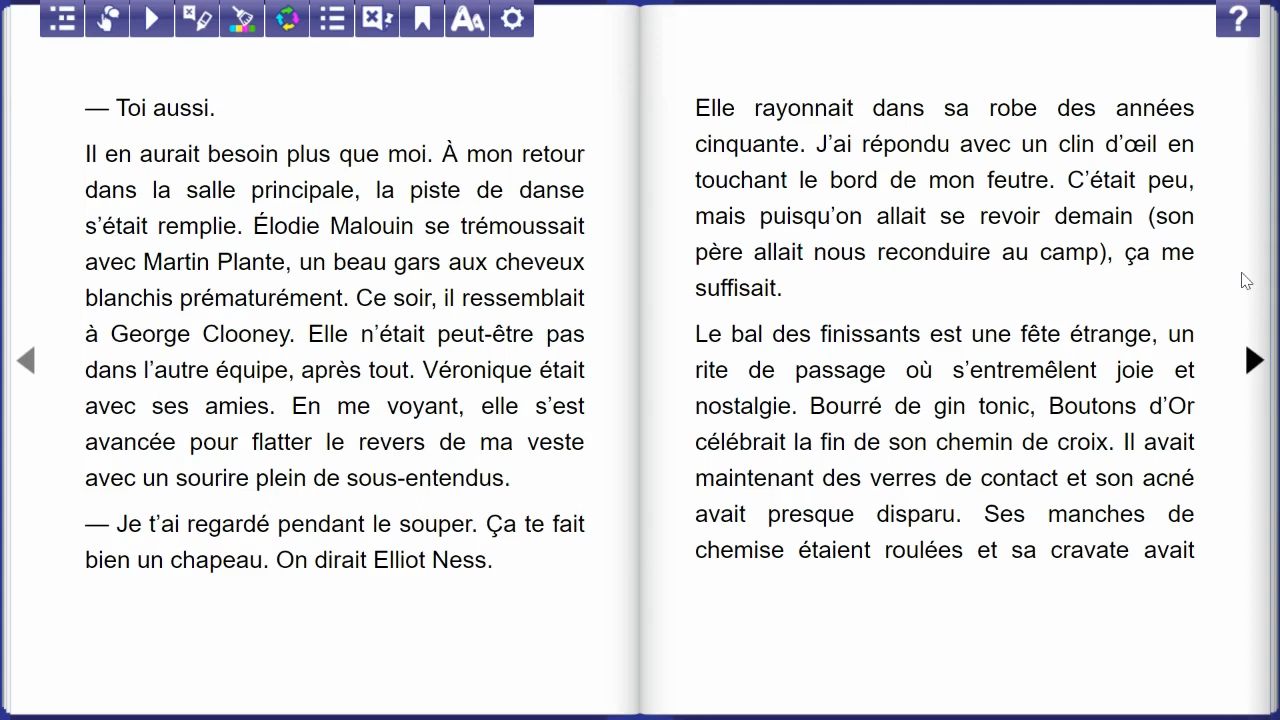 — Toi aussi.
Il en aurait besoin plus que moi. À mon retour
dans la salle principale, la piste de danse
s’était remplie. Élodie Malouin se trémoussait
avec Martin Plante, un beau gars aux cheveux
blanchis prématurément. Ce soir, il ressemblait
à George Clooney. Elle n’était peut-être pas
dans l’autre équipe, après tout. Véronique était
avec ses amies. En me voyant, elle s’est
avancée pour flatter le revers de ma veste
avec un sourire plein de sous-entendus.
— Je t’ai regardé pendant le souper. Ça te fait
bien un chapeau. On dirait Elliot Ness.
Elle rayonnait dans sa robe des années
cinquante. J’ai répondu avec un clin d’œil en
touchant le bord de mon feutre. C’était peu,
mais puisqu’on allait se revoir demain (son
père allait nous reconduire au camp), ça me
suffisait.
Le bal des finissants est une fête étrange, un
rite de passage où s’entremêlent joie et
nostalgie. Bourré de gin tonic, Boutons d’Or
célébrait la fin de son chemin de croix. Il avait
maintenant des verres de contact et son acné
avait presque disparu. Ses manches de
chemise étaient roulées et sa cravate avait